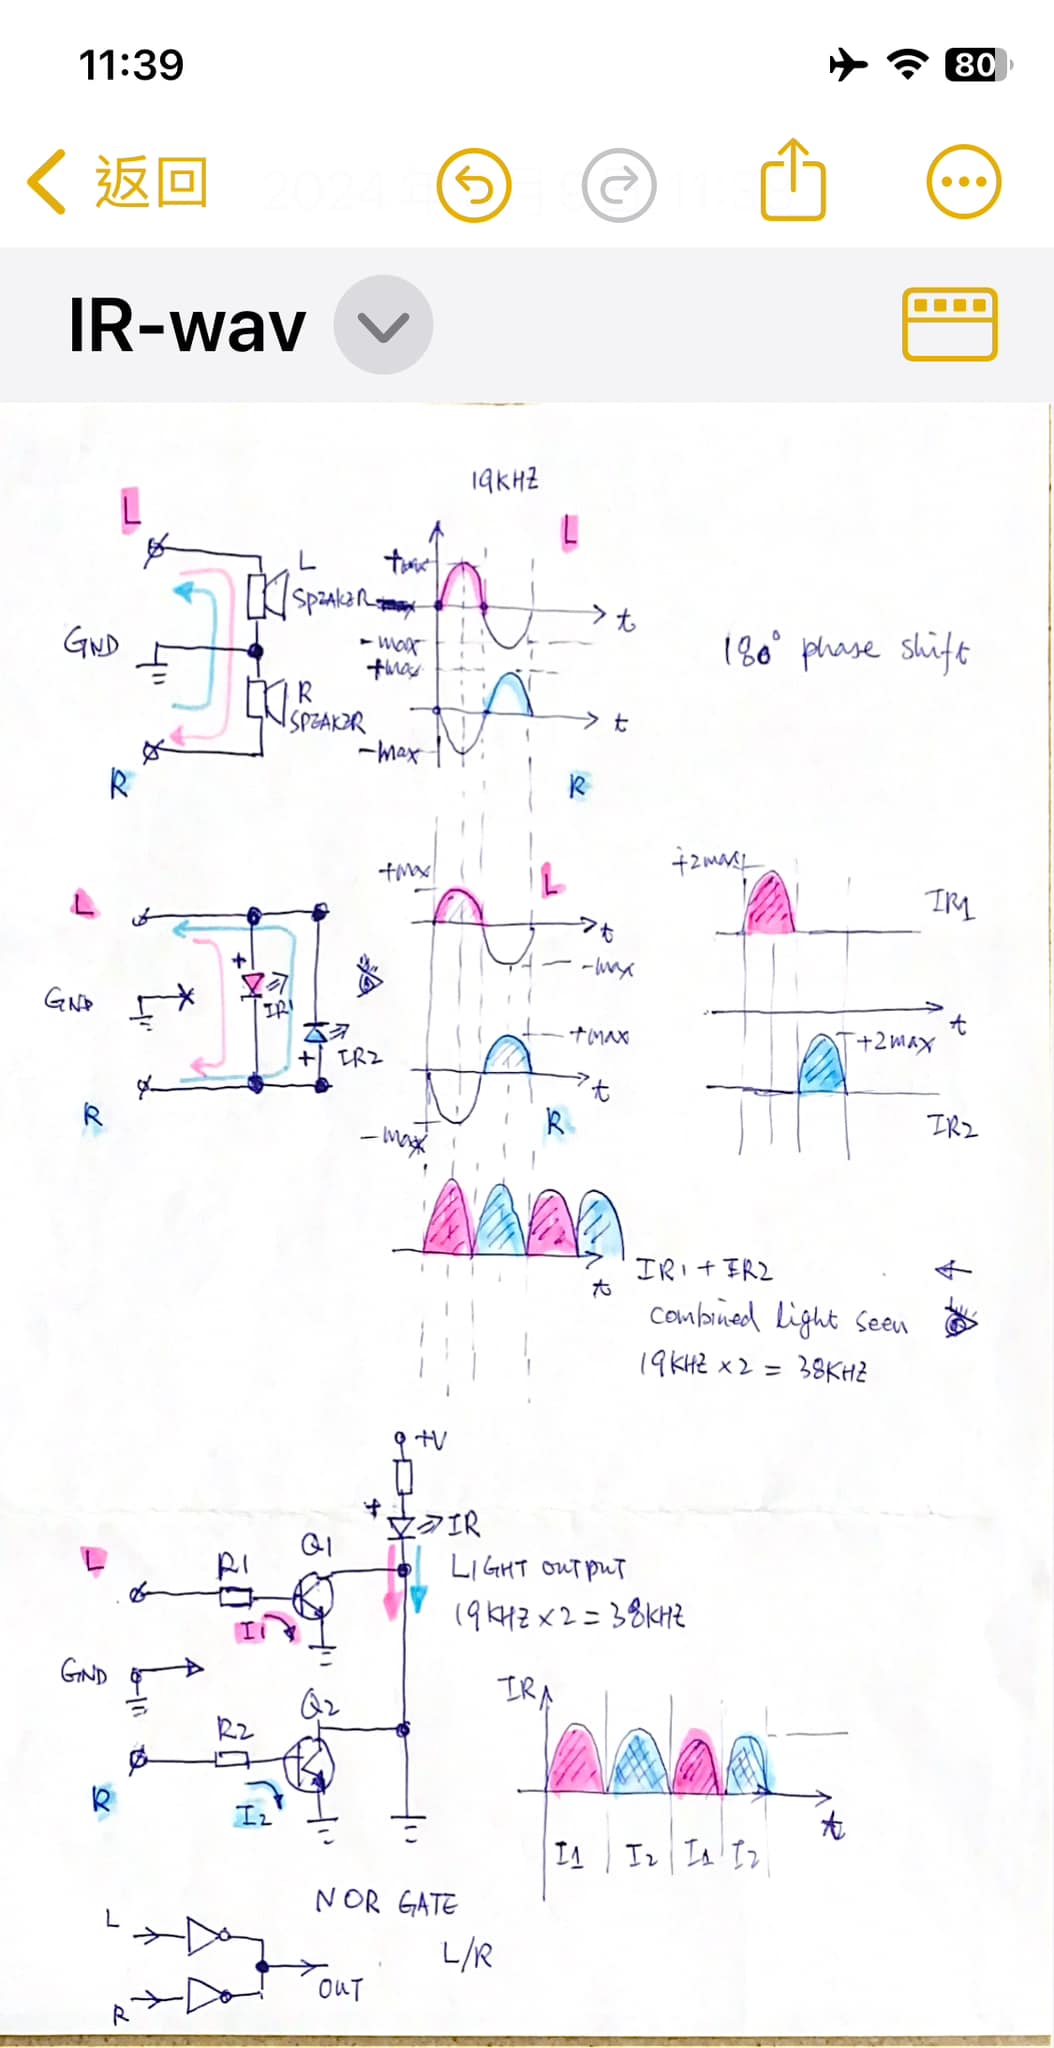 11:39
80
返回
IR-wav
19KHZ
L
L
L
SPEAKER
+max
t
GND
-max
+max
180° phase shift
R
SPEAKER
t
-max
R
R
+max
L
+2max
L
IR1
t
-max
GND
IR1
+max
t
+2max
IR2
t
R
R
-max
IR2
IR1 + IR2
t
combined light seen
19KHZ x 2 = 38KHZ
+V
+
IR
Q1
L
R1
LIGHT OUTPUT
19KHZ x 2 = 38KHZ
I1
GND
IR
Q2
R2
R
I2
t
I1 I2 I1 I2
NOR GATE
L
L/R
OUT
R